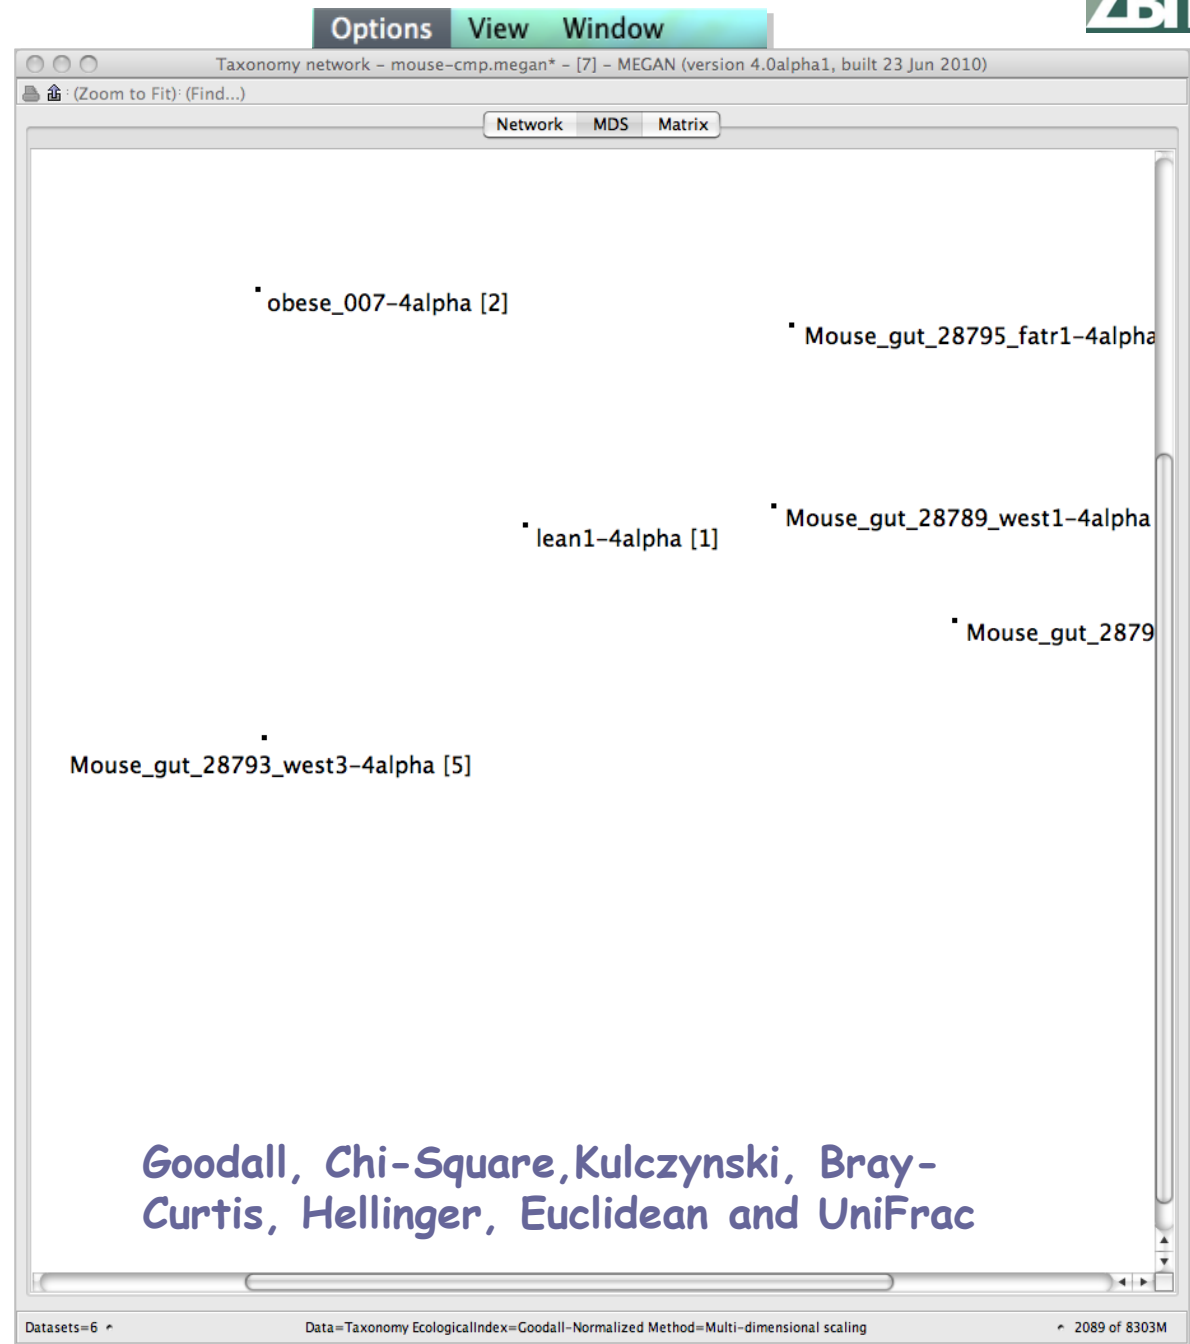 ZBIT
Options View Window
Taxonomy network – mouse-cmp.megan* – [7] – MEGAN (version 4.0alpha1, built 23 Jun 2010)
(Zoom to Fit) (Find...)
Network MDS Matrix
obese_007-4alpha [2]
Mouse_gut_28795_fatr1-4alpha
Mouse_gut_28789_west1-4alpha
lean1-4alpha [1]
Mouse_gut_2879
Mouse_gut_28793_west3-4alpha [5]
Goodall, Chi-Square,Kulczynski, Bray-
Curtis, Hellinger, Euclidean and UniFrac
Datasets=6 Data=Taxonomy EcologicalIndex=Goodall-Normalized Method=Multi-dimensional scaling 2089 of 8303M